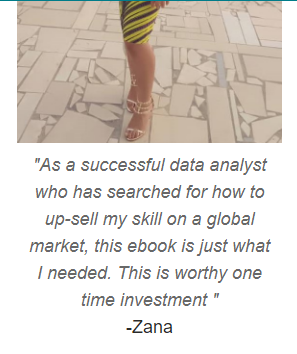 "As a successful data analyst
who has searched for how to
up-sell my skill on a global
market, this ebook is just what
I needed. This is worthy one
time investment "
-Zana